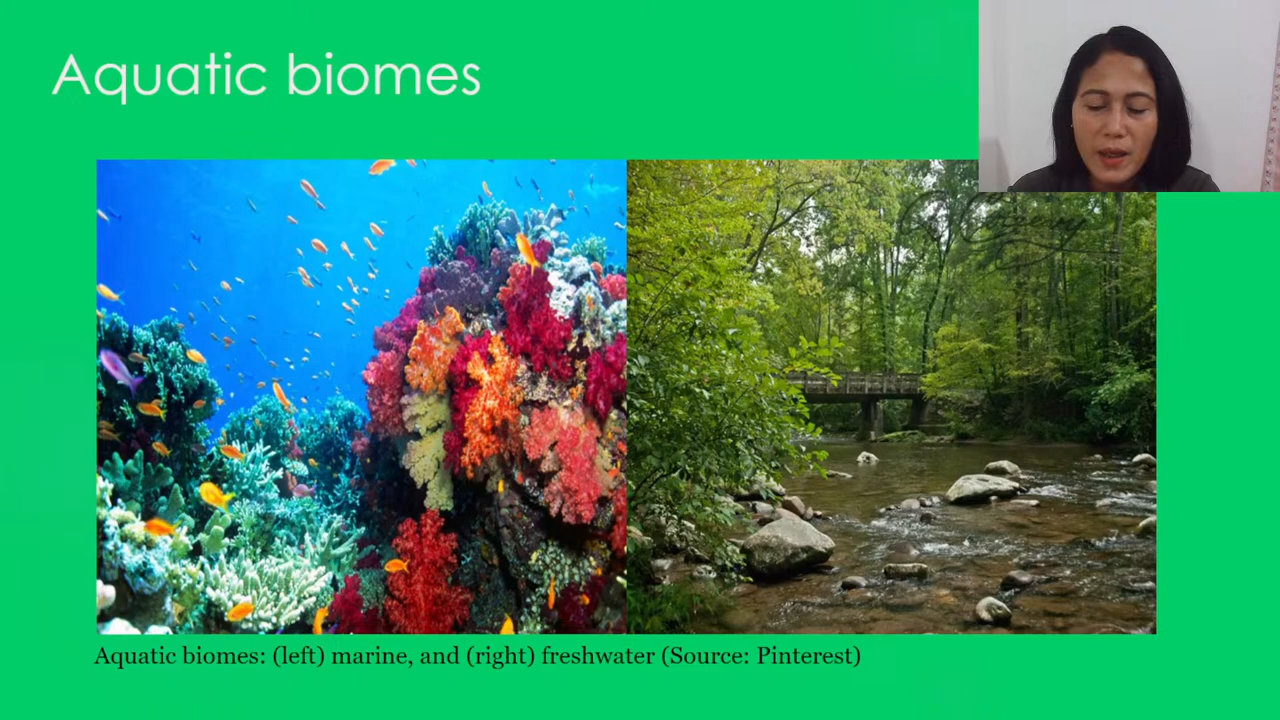 Aquatic biomes
Aquatic biomes: (left) marine, and (right) freshwater (Source: Pinterest)